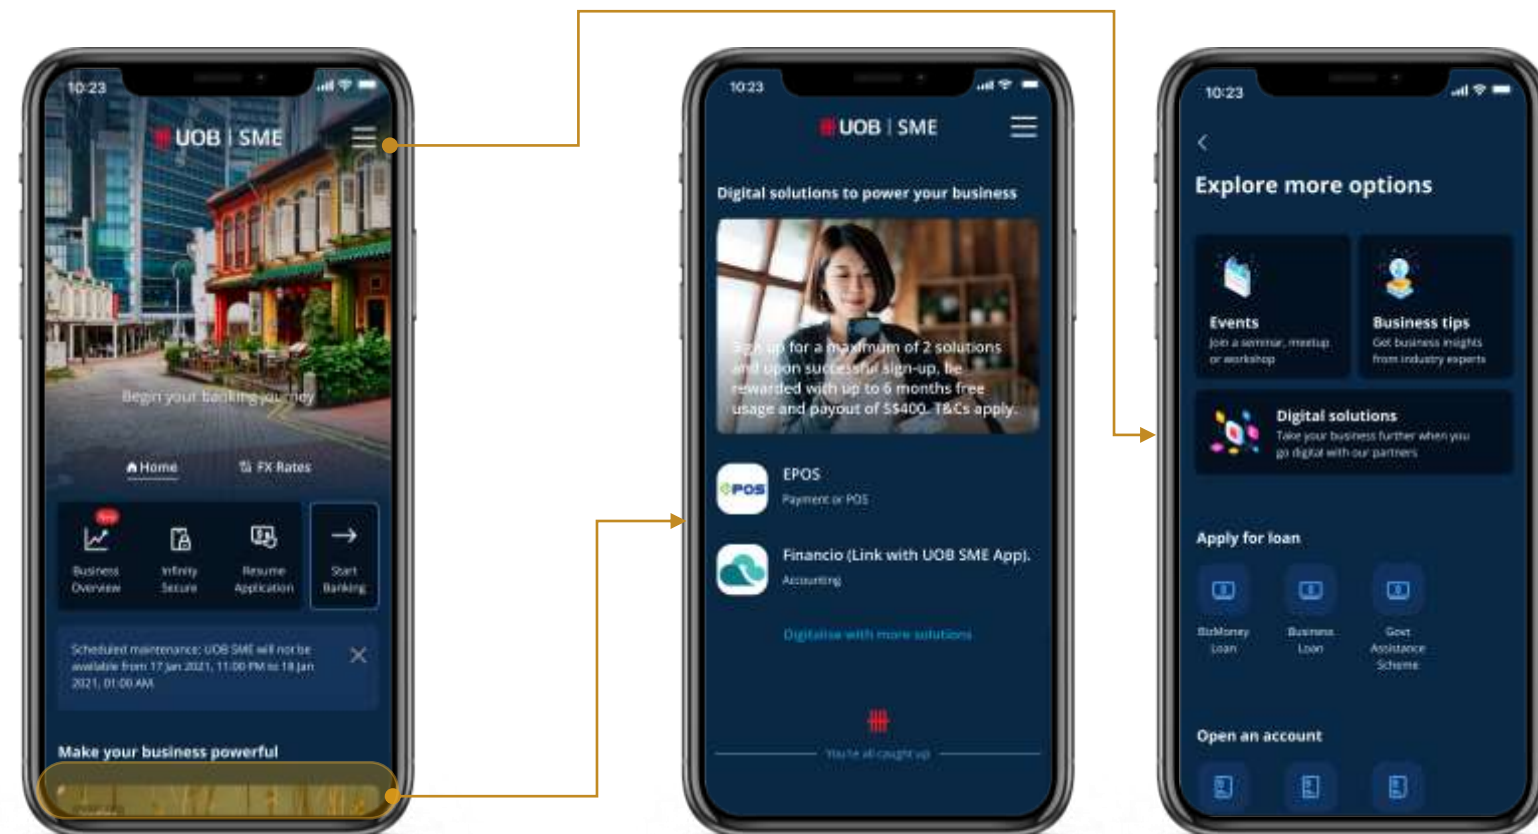 10:23
UOB | SME
Begin your banking journey
Home
FX Rates
New
Business
Overview
Infinity
Secure
Resume
Application
Start
Banking
Scheduled maintenance: UOB SME will not be
available from 17 Jan 2021, 11:00 PM to 18 Jan
2021, 01:00 AM.
Make your business powerful
10:23
UOB | SME
Digital solutions to power your business
Sign up for a maximum of 2 solutions
and upon successful sign-up, be
rewarded with up to 6 months free
usage and payout of S$400. T&Cs apply.
ePOS
EPOS
Payment or POS
Financio (Link with UOB SME App).
Accounting
Digitalise with more solutions
You're all caught up
10:23
Explore more options
Events
Join a seminar, meetup
or workshop
Business tips
Get business insights
from industry experts
Digital solutions
Take your business further when you
go digital with our partners
Apply for loan
BizMoney
Loan
Business
Loan
Govt
Assistance
Scheme
Open an account